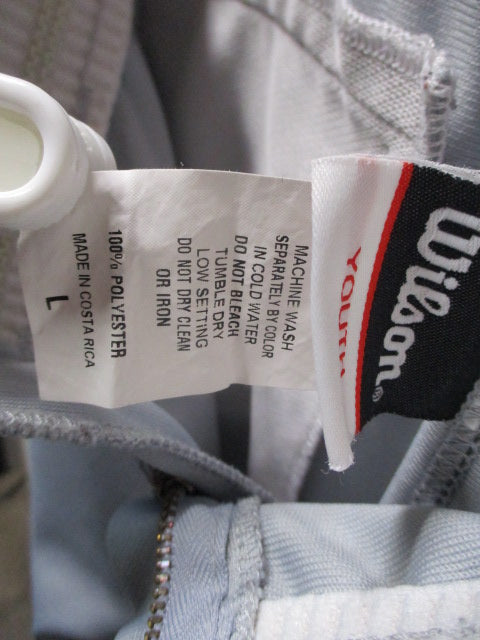 Wilson®
YOUTH
MACHINE WASH
SEPARATELY BY COLOR
IN COLD WATER
DO NOT BLEACH
TUMBLE DRY
LOW SETTING
DO NOT DRY CLEAN
OR IRON
100% POLYESTER
MADE IN COSTA RICA
L